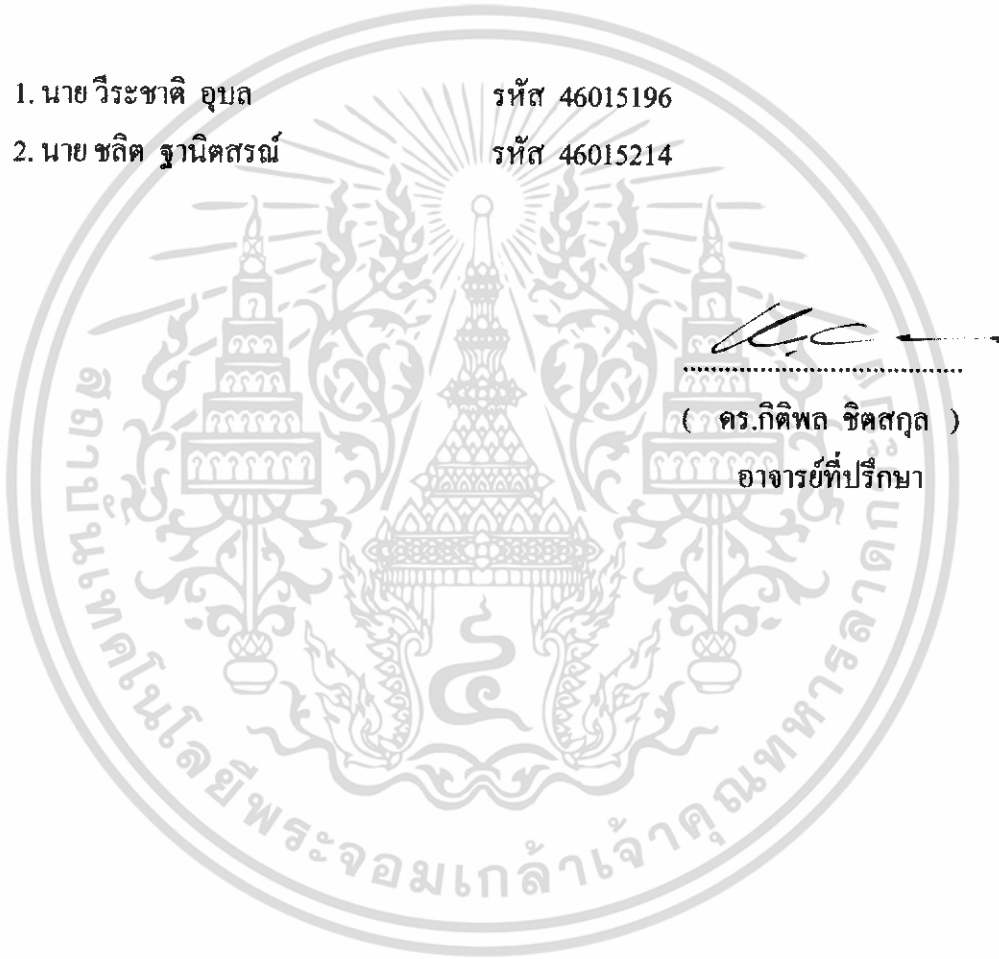 1. นาย วีระชาติ อุบล รหัส 46015196
2. นาย ชลิต ฐานิตสรณ์ รหัส 46015214
( ดร.กิติพล ชิตสกุล )
อาจารย์ที่ปรึกษา
สถาบันเทคโนโลยีพระจอมเกล้าเจ้าคุณทหารลาดกระบัง